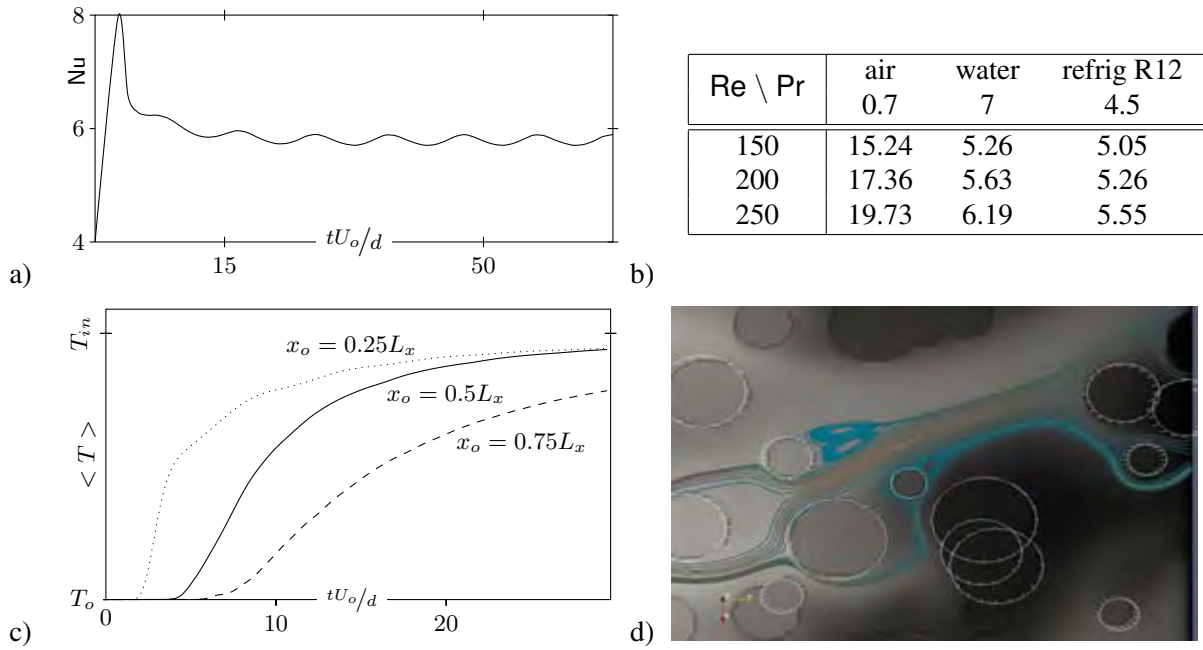 8
Nu
6
4
15
tU_o/d
50
a)
Re \ Pr air water refrig R12
0.7 7 4.5
150 15.24 5.26 5.05
200 17.36 5.63 5.26
250 19.73 6.19 5.55
b)
T_in
< T >
T_o
x_o = 0.25L_x
x_o = 0.5L_x
x_o = 0.75L_x
0
10
tU_o/d
20
c)
d)